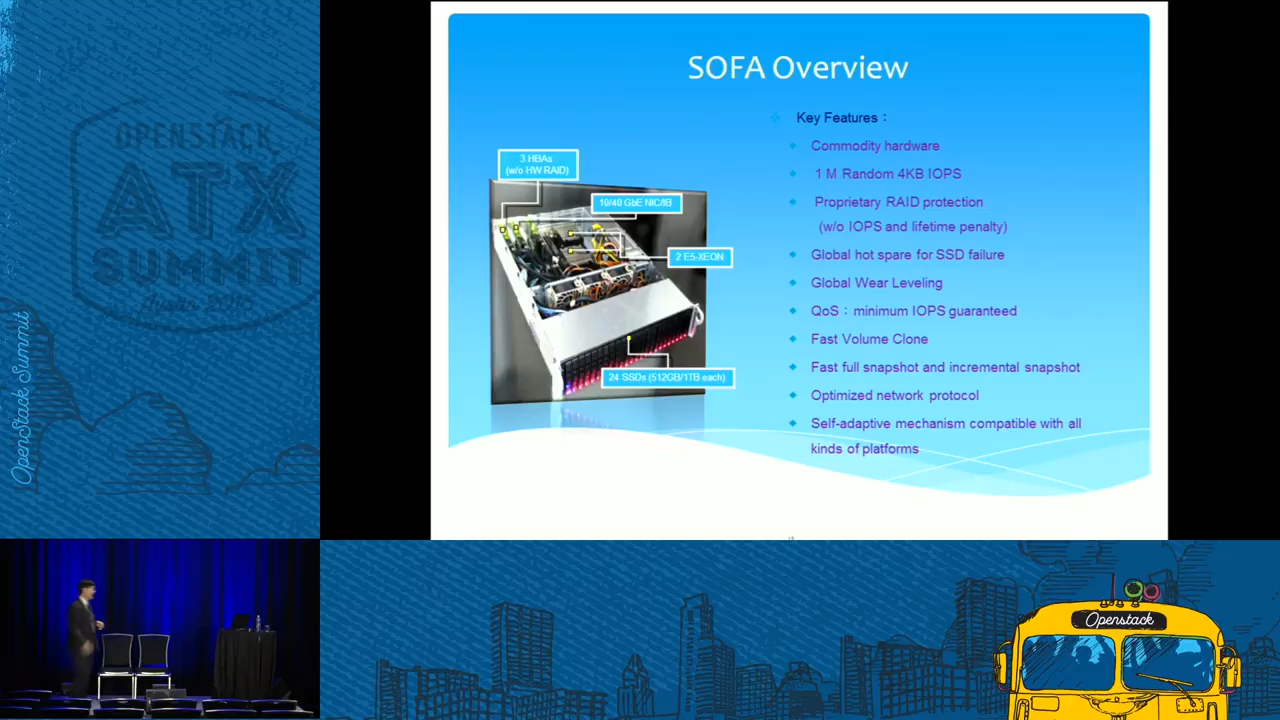 SOFA Overview
Key Features：
Commodity hardware
1 M Random 4KB IOPS
Proprietary RAID protection
(w/o IOPS and lifetime penalty)
Global hot spare for SSD failure
Global Wear Leveling
QoS：minimum IOPS guaranteed
Fast Volume Clone
Fast full snapshot and incremental snapshot
Optimized network protocol
Self-adaptive mechanism compatible with all
kinds of platforms
3 HBAs
(w/o HW RAID)
10/40 GbE NIC/IB
2 E5-XEON
24 SSDs (512GB/1TB each)
OPENSTACK
ATX
SUMMIT
OpenStack Summit
Openstack